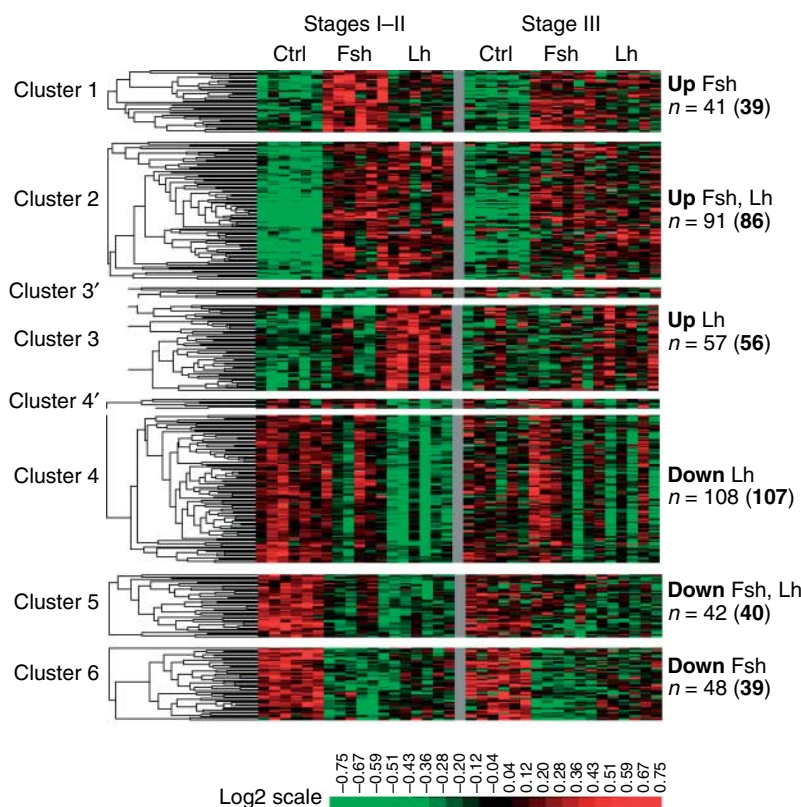 Stages I–II Stage III
Ctrl Fsh Lh Ctrl Fsh Lh
Cluster 1
Up Fsh
n = 41 (39)
Cluster 2
Up Fsh, Lh
n = 91 (86)
Cluster 3′
Cluster 3
Up Lh
n = 57 (56)
Cluster 4′
Cluster 4
Down Lh
n = 108 (107)
Cluster 5
Down Fsh, Lh
n = 42 (40)
Cluster 6
Down Fsh
n = 48 (39)
−0.75 −0.67 −0.59 −0.51 −0.43 −0.36 −0.28 −0.20 −0.12 −0.04 0.04 0.12 0.20 0.28 0.36 0.43 0.51 0.59 0.67 0.75
Log2 scale